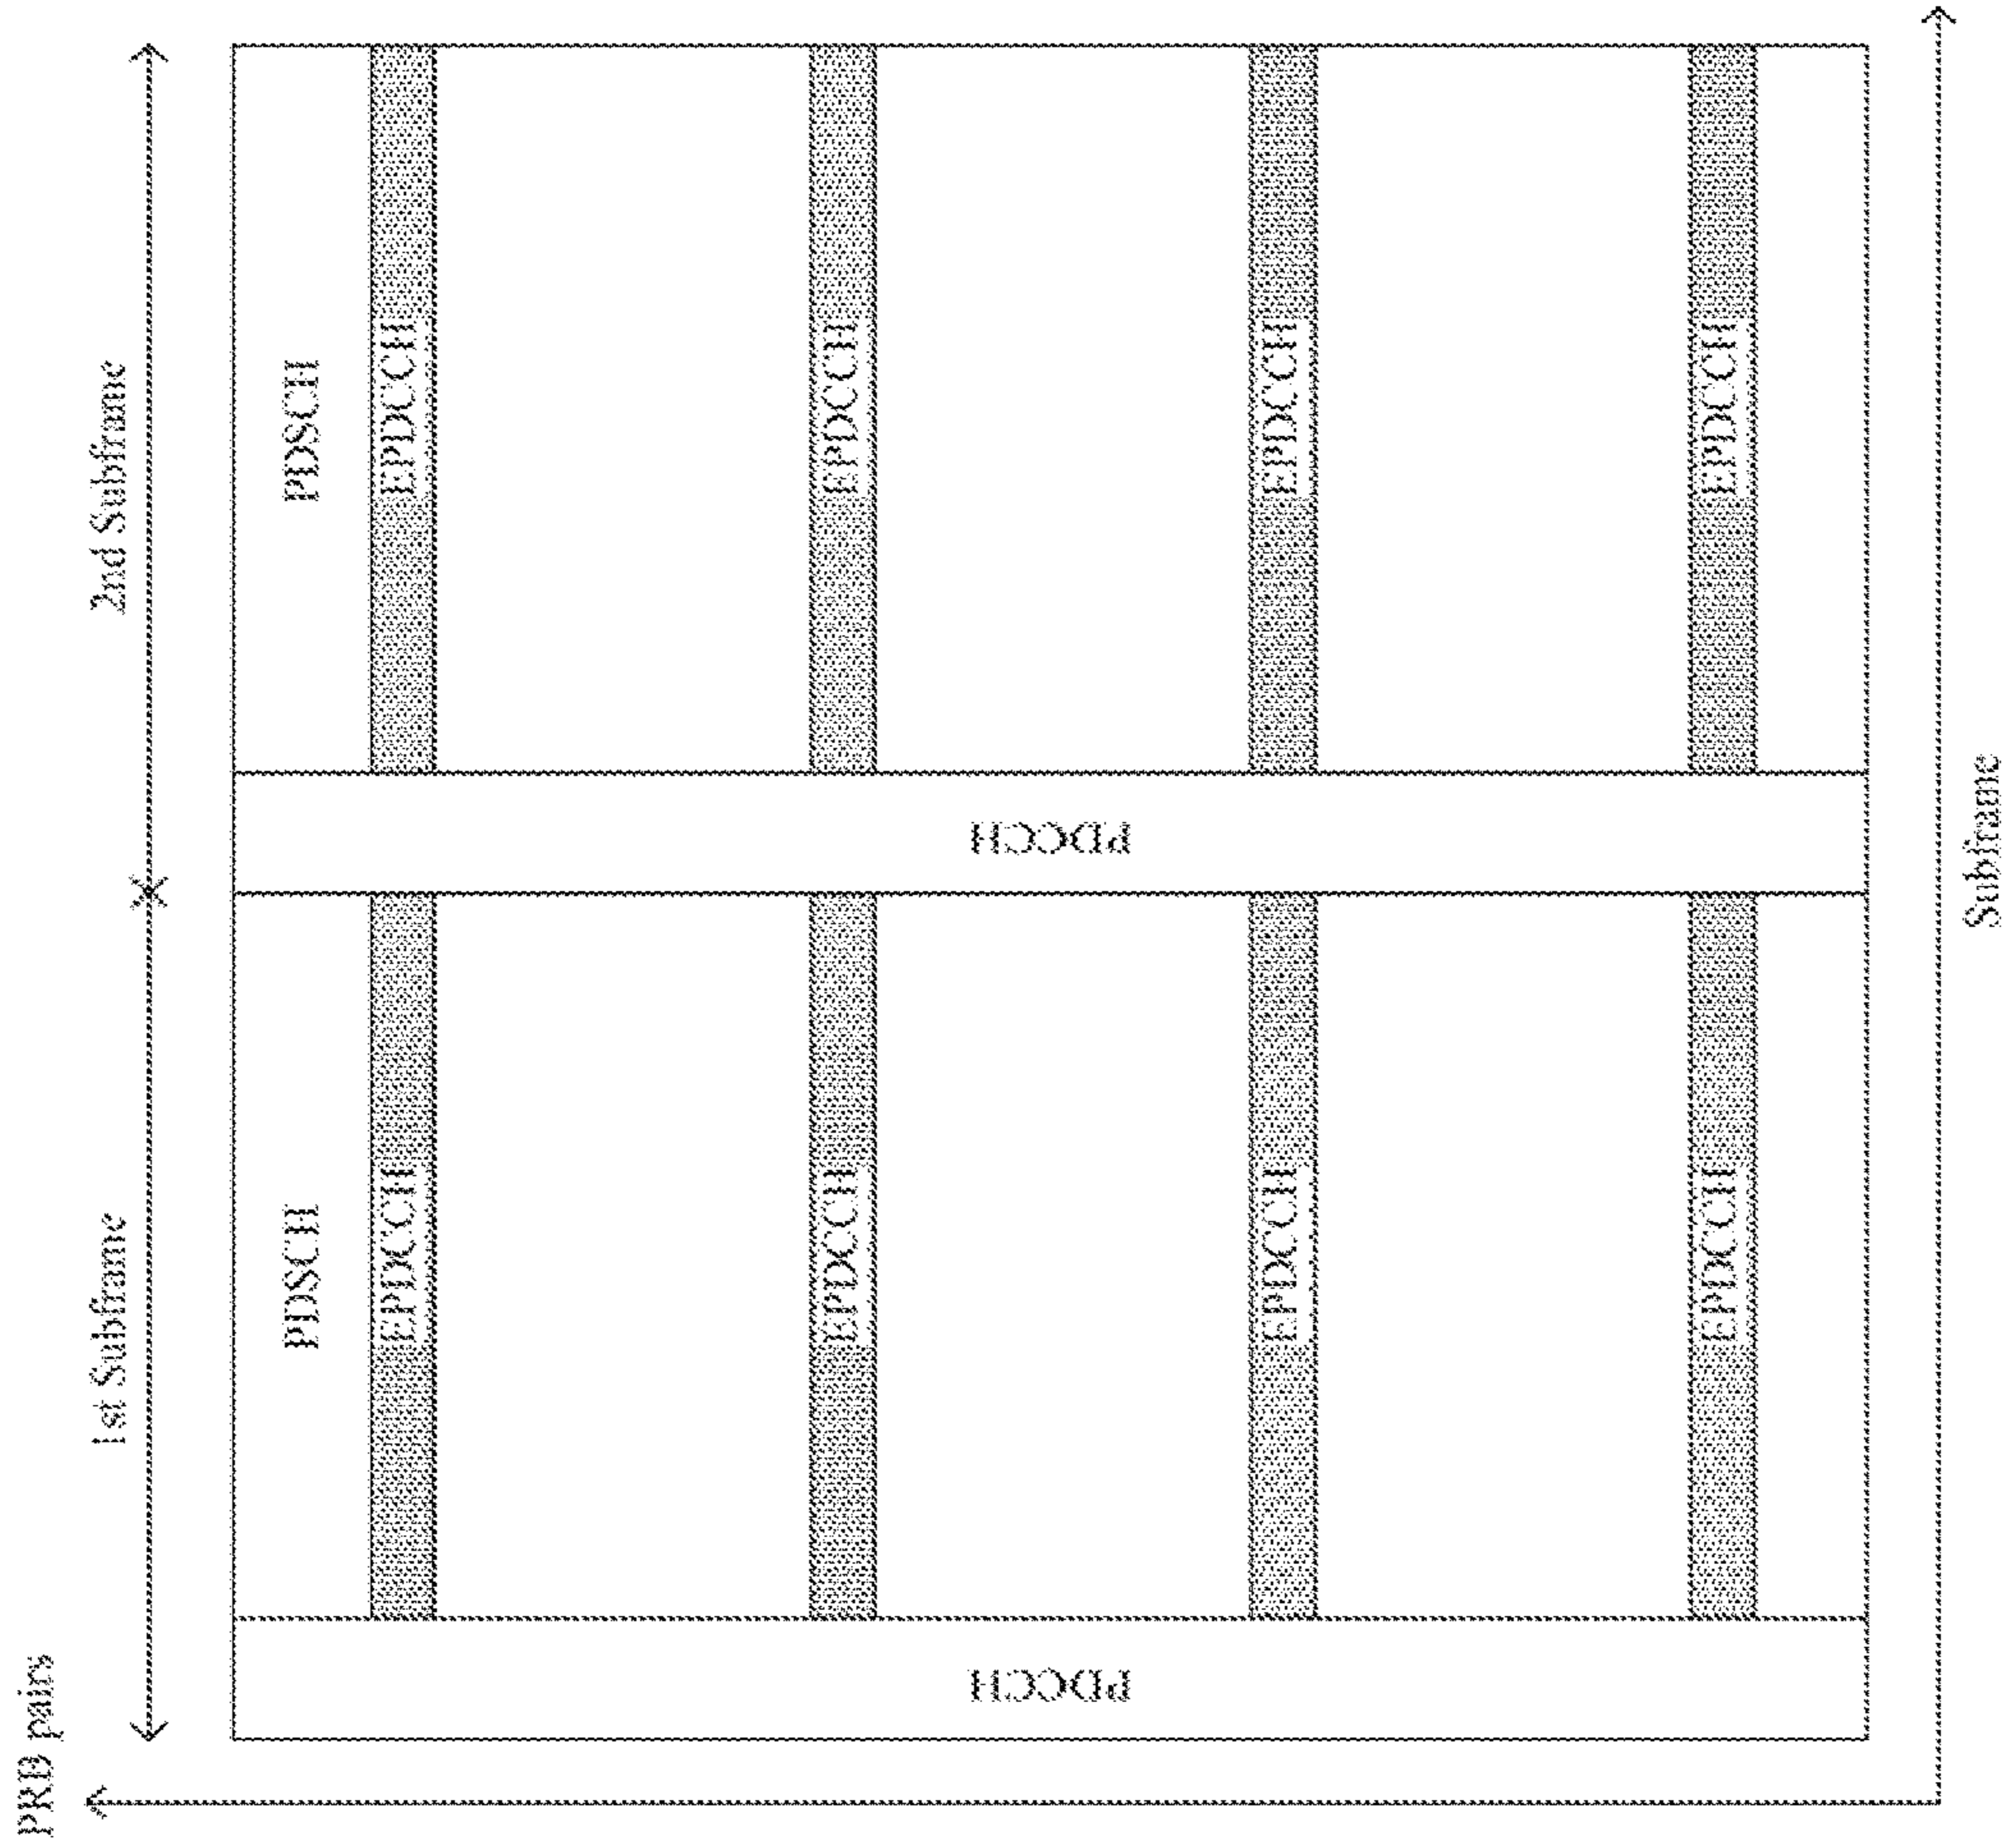 PRB pairs
1st Subframe
2nd Subframe
PDSCH
PDSCH
EPDCCH
EPDCCH
EPDCCH
EPDCCH
EPDCCH
EPDCCH
EPDCCH
EPDCCH
PDCCH
PDCCH
Subframe